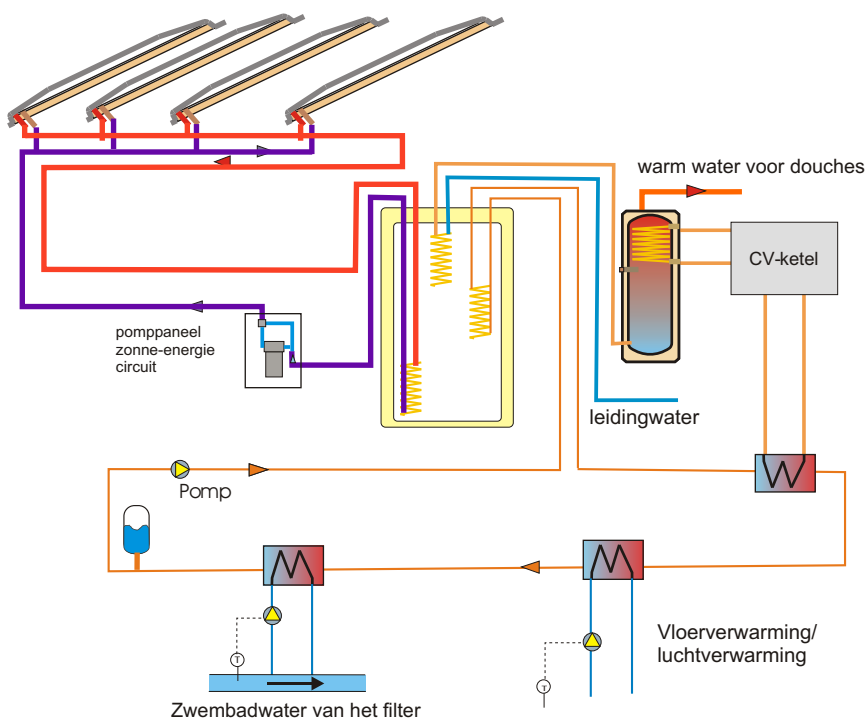 warm water voor douches
CV-ketel
pomppaneel
zonne-energie
circuit
leidingwater
Pomp
Vloerverwarming/
luchtverwarming
T
T
Zwembadwater van het filter